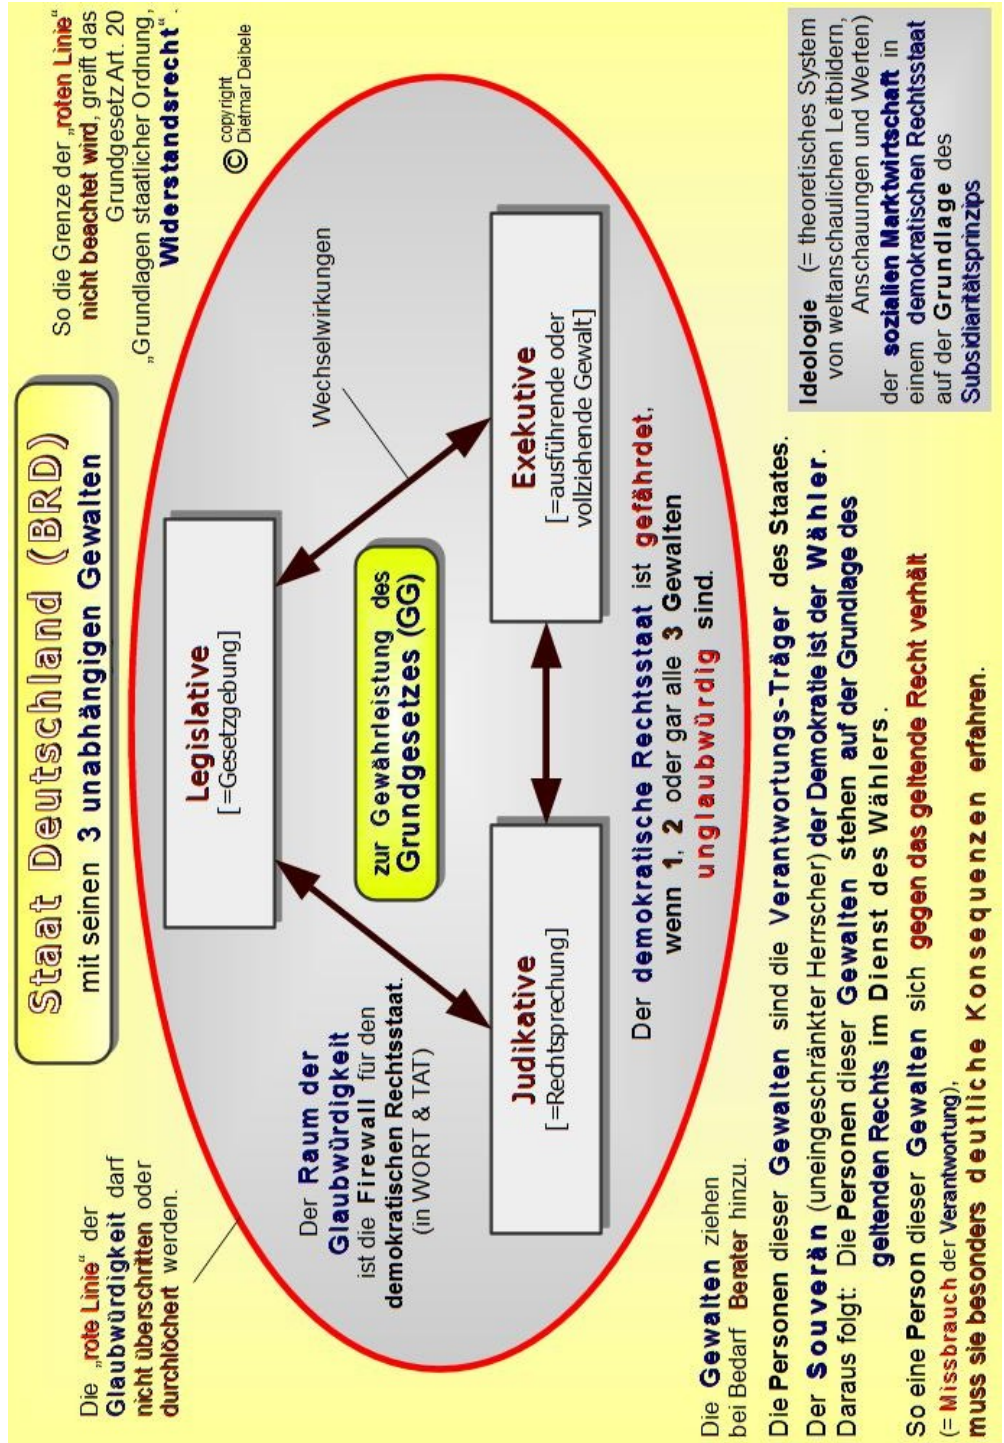 Staat Deutschland (BRD)
mit seinen 3 unabhängigen Gewalten
Die „rote Linie“ der
Glaubwürdigkeit darf
nicht überschritten oder
durchlöchert werden.
So die Grenze der „roten Linie“
nicht beachtet wird, greift das
Grundgesetz Art. 20
„Grundlagen staatlicher Ordnung,
Widerstandsrecht“.
© copyright
Dietmar Deibele
Legislative
[=Gesetzgebung]
Wechselwirkungen
Der Raum der
Glaubwürdigkeit
ist die Firewall für den
demokratischen Rechtsstaat.
(in WORT & TAT)
zur Gewährleistung des
Grundgesetzes (GG)
Judikative
[=Rechtsprechung]
Exekutive
[=ausführende oder
vollziehende Gewalt]
Der demokratische Rechtsstaat ist gefährdet,
wenn 1, 2 oder gar alle 3 Gewalten
unglaubwürdig sind.
Die Gewalten ziehen
bei Bedarf Berater hinzu.
Die Personen dieser Gewalten sind die Verantwortungs-Träger des Staates.
Der Souverän (uneingeschränkter Herrscher) der Demokratie ist der Wähler.
Daraus folgt: Die Personen dieser Gewalten stehen auf der Grundlage des
geltenden Rechts im Dienst des Wählers.
So eine Person dieser Gewalten sich gegen das geltende Recht verhält
(= Missbrauch der Verantwortung),
muss sie besonders deutliche Konsequenzen erfahren.
Ideologie (= theoretisches System
von weltanschaulichen Leitbildern,
Anschauungen und Werten)
der sozialen Marktwirtschaft in
einem demokratischen Rechtsstaat
auf der Grundlage des
Subsidiaritätsprinzips